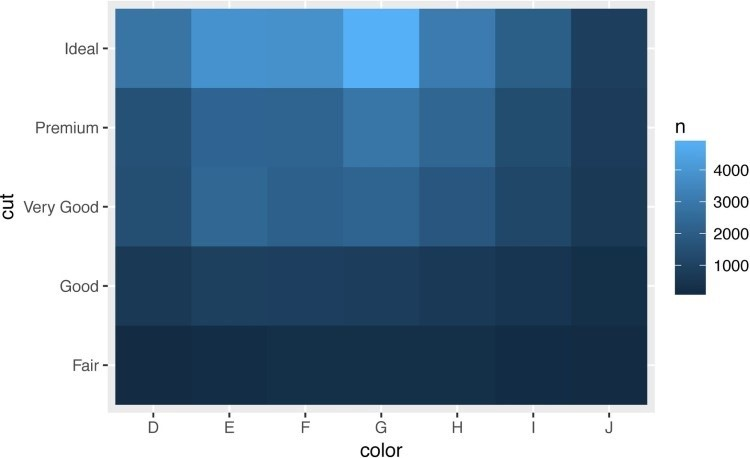 Ideal
Premium
Very Good
Good
Fair
cut
D E F G H I J
color
n
4000
3000
2000
1000